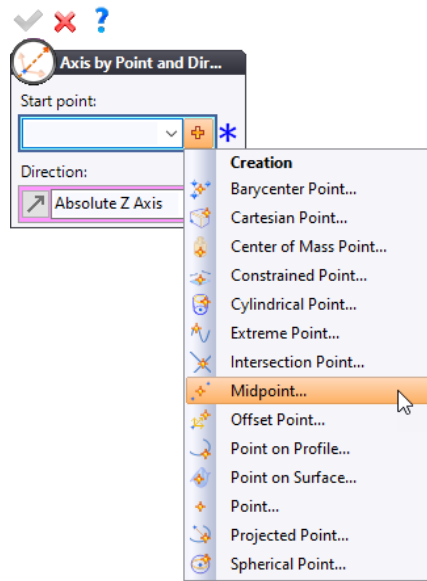 ?
Axis by Point and Dir...
Start point:
*
Direction:
Absolute Z Axis
Creation
Barycenter Point...
Cartesian Point...
Center of Mass Point...
Constrained Point...
Cylindrical Point...
Extreme Point...
Intersection Point...
Midpoint...
Offset Point...
Point on Profile...
Point on Surface...
Point...
Projected Point...
Spherical Point...